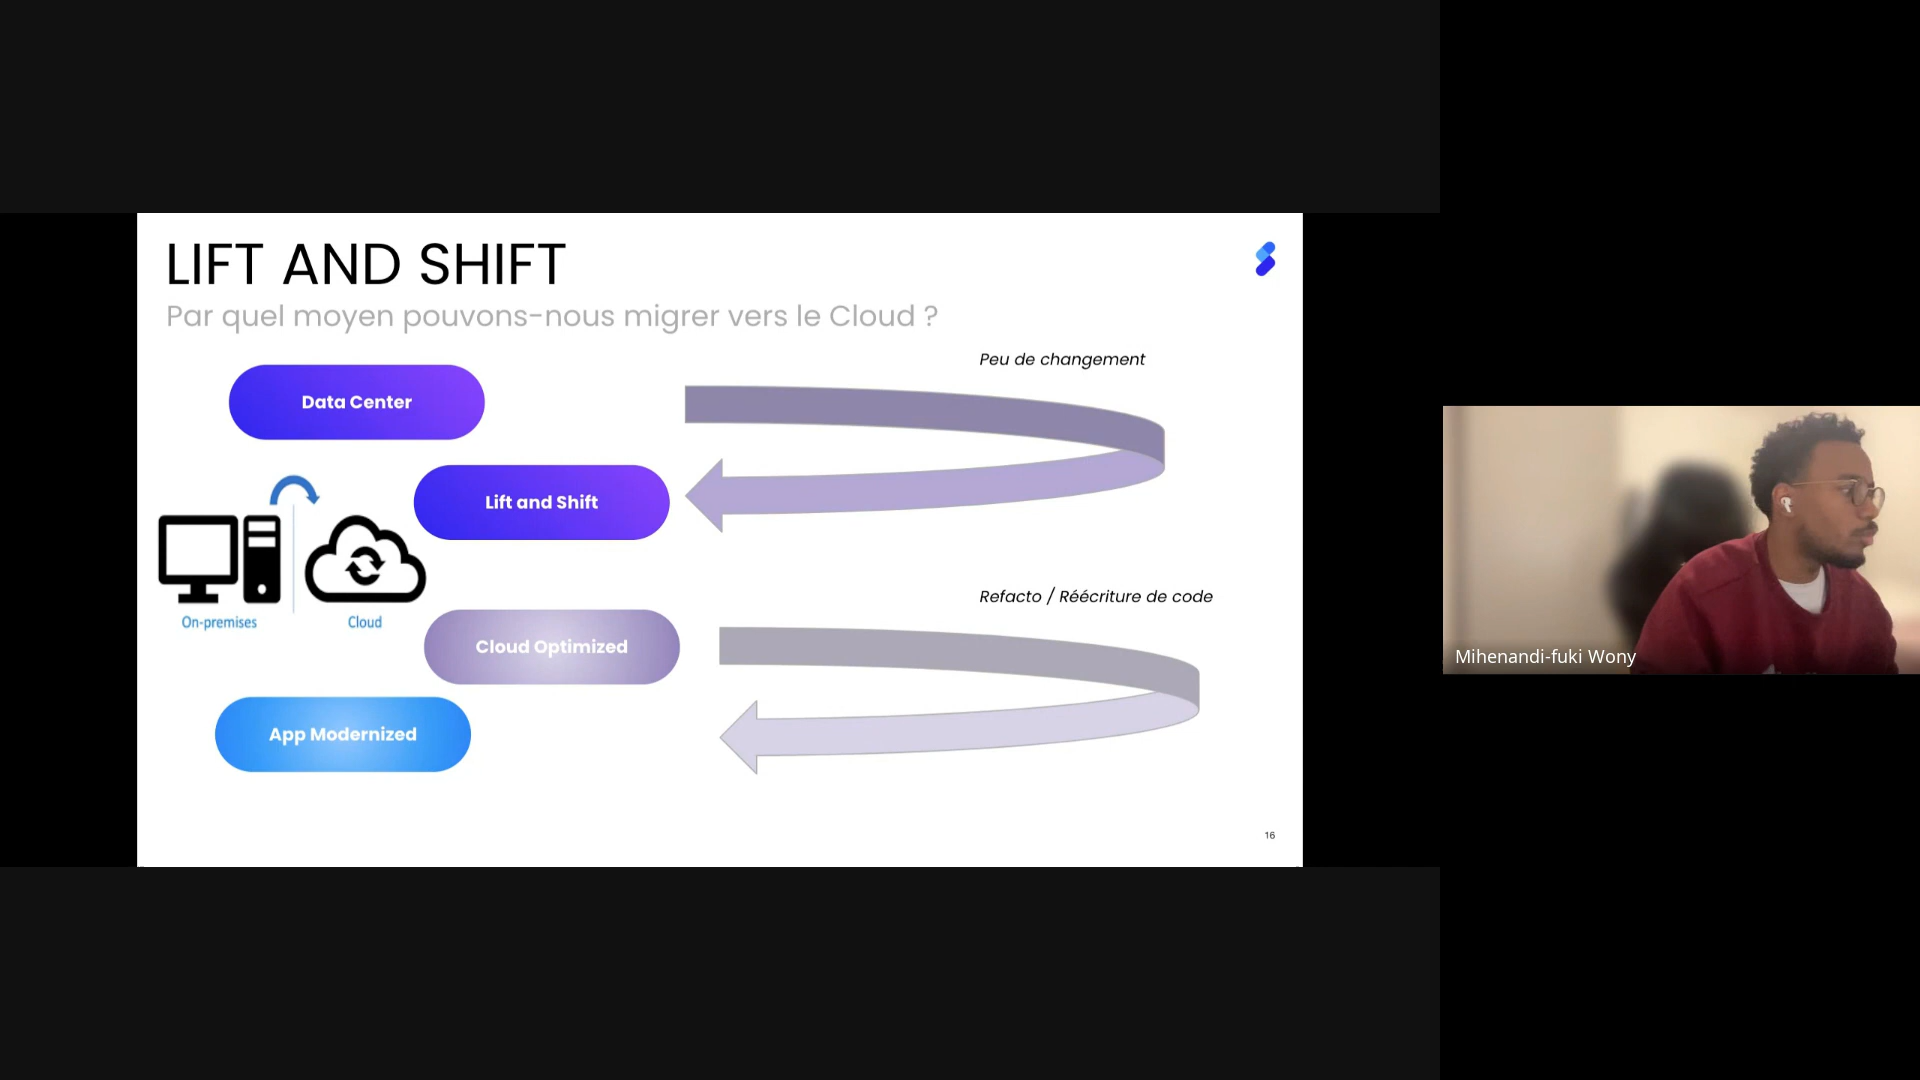 LIFT AND SHIFT
Par quel moyen pouvons-nous migrer vers le Cloud ?
Peu de changement
Data Center
Lift and Shift
Refacto / Réécriture de code
On-premises
Cloud
Cloud Optimized
App Modernized
16
Mihenandi-fuki Wony